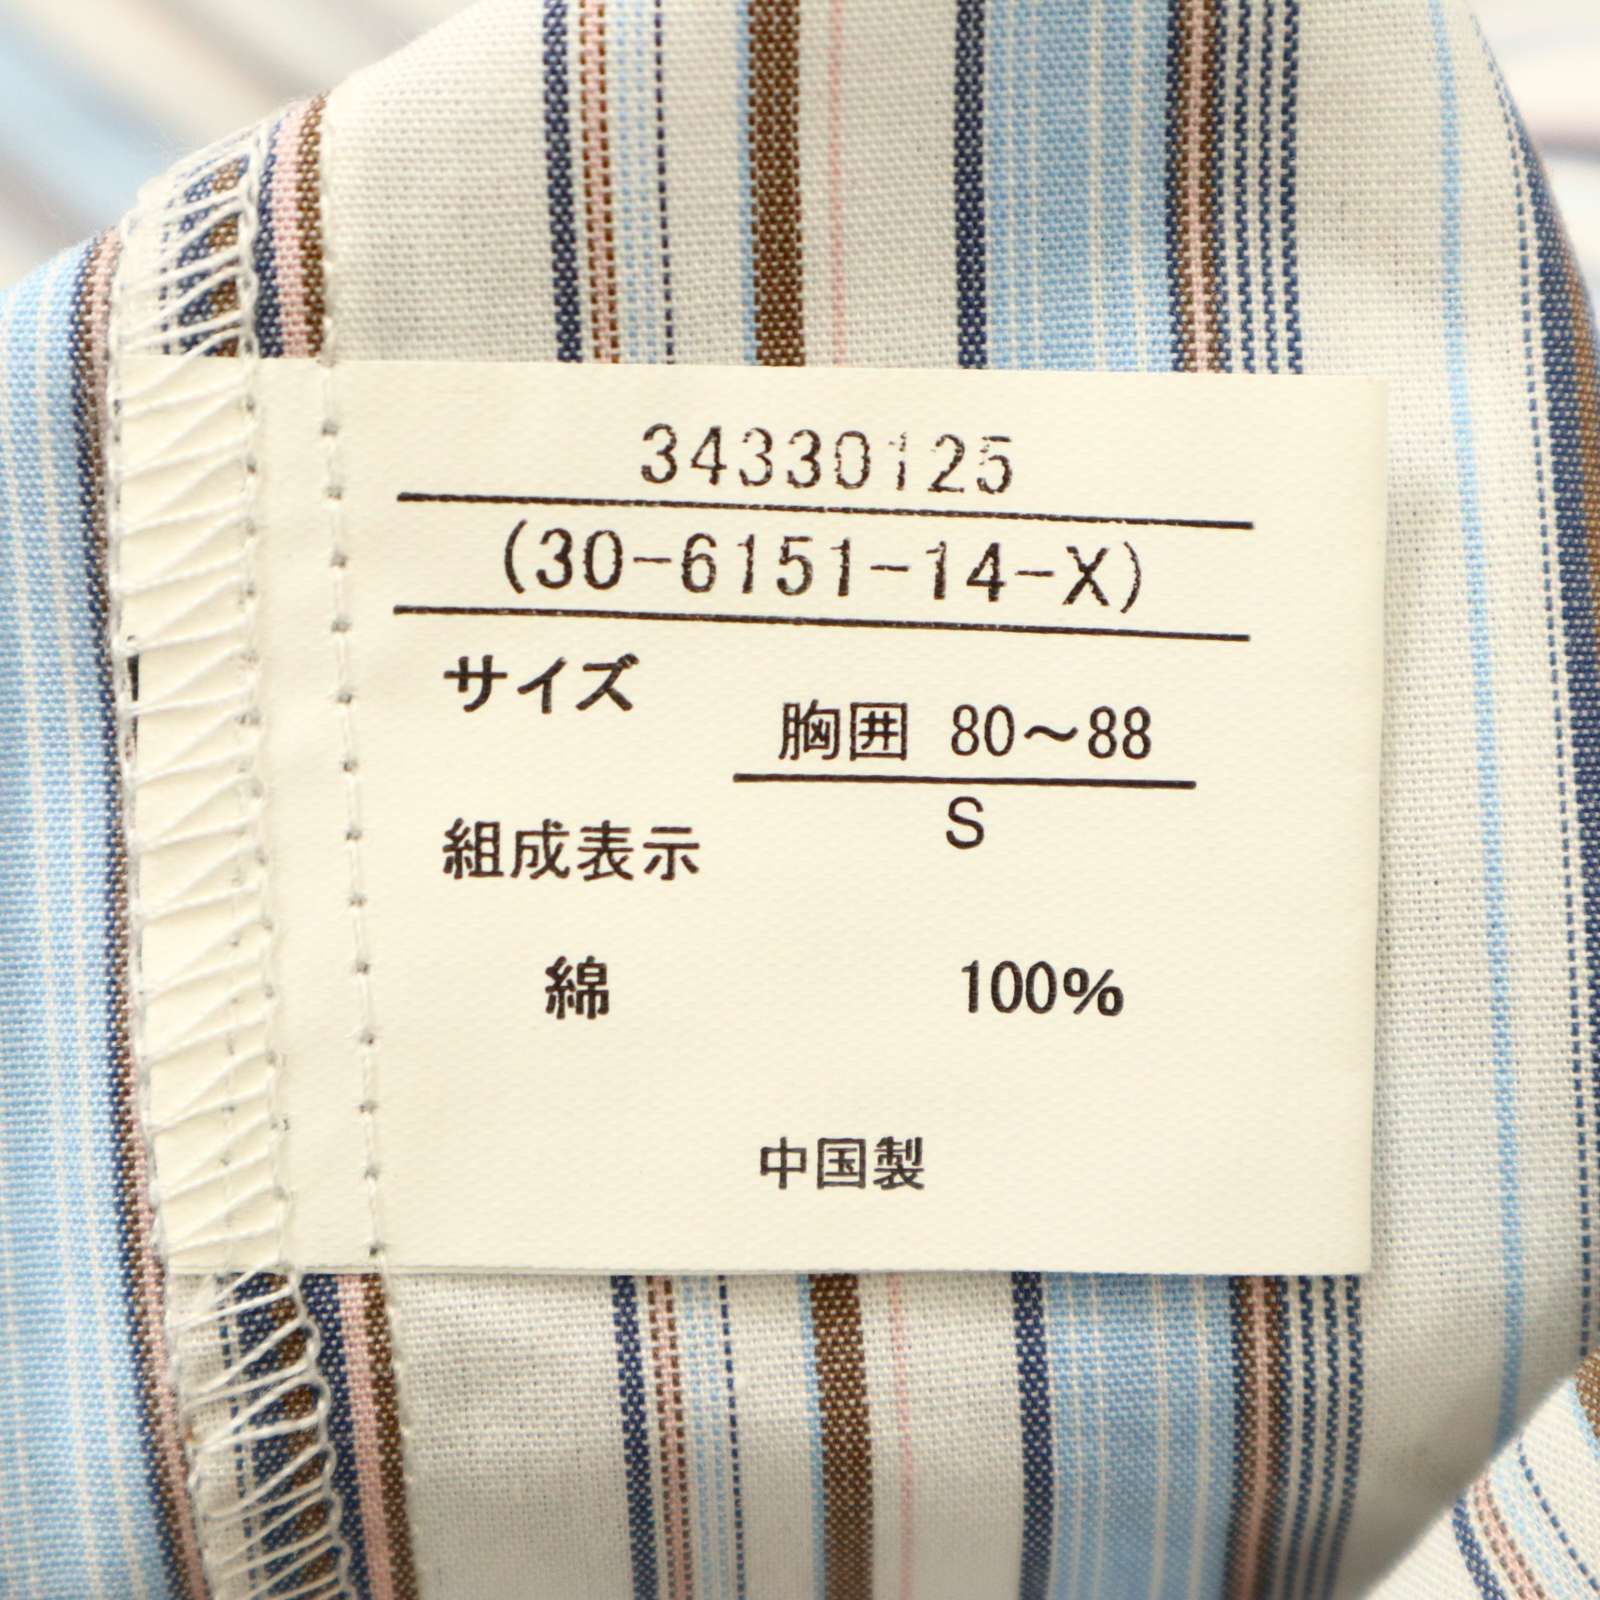 34330125
(30-6151-14-X)
サイズ
胸囲 80～88
S
組成表示
綿 100%
中国製